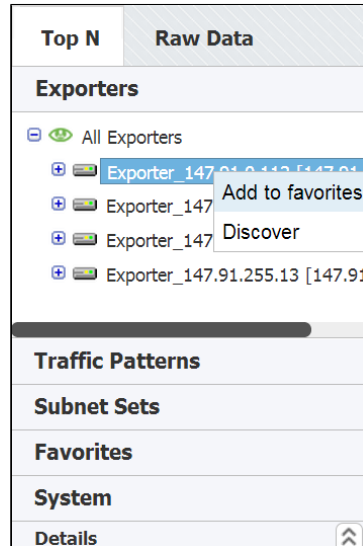 Top N Raw Data
Exporters
All Exporters
Exporter_147.91.0.112 [147.91
Add to favorites
Exporter_147
Discover
Exporter_147
Exporter_147.91.255.13 [147.91
Traffic Patterns
Subnet Sets
Favorites
System
Details